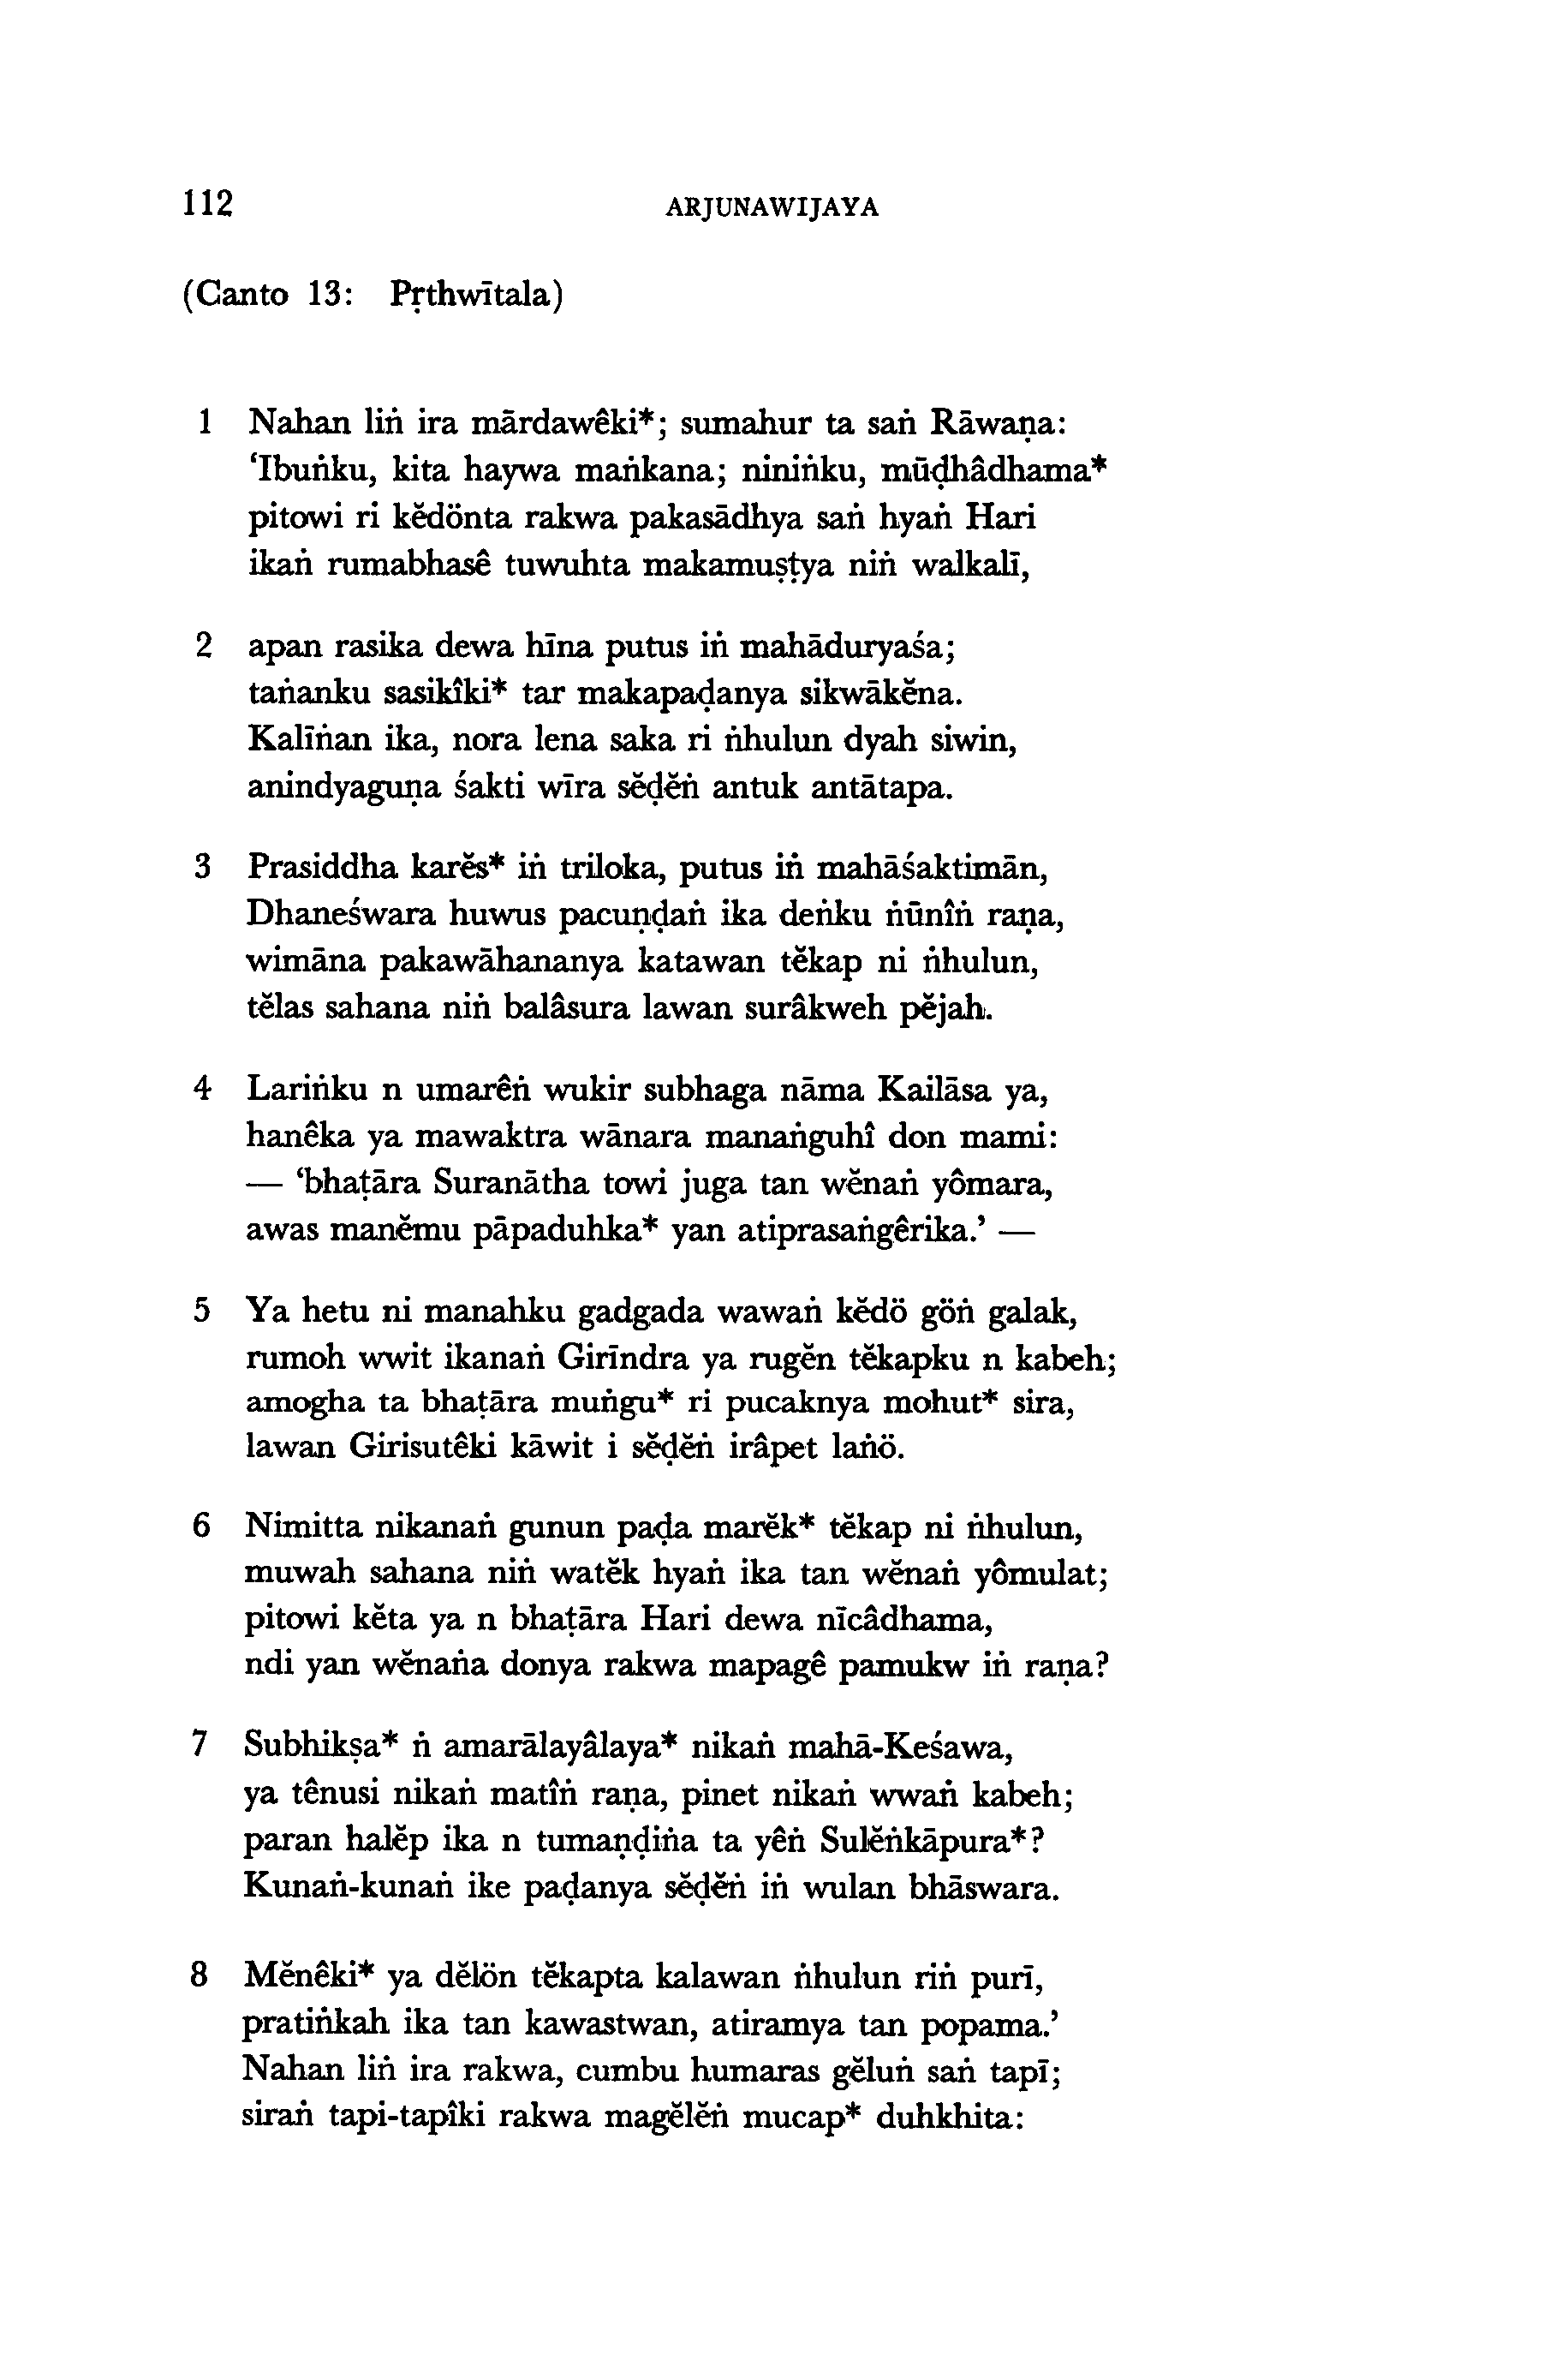 112 ARJUNAWIJAYA
(Canto 13: Pṛthwītala)
1 Nahan liṅ ira mārdawêki*; sumahur ta saṅ Rāwaṇa:
‘Ibuṅku, kita haywa maṅkana; niniṅku, mūḍhâdhama*
pitowi ri kĕdönta rakwa pakasādhya saṅ hyaṅ Hari
ikaṅ rumabhasê tuwuhta makamuṣṭya niṅ walkalī,
2 apan rasika dewa hīna putus iṅ mahāduryaśa;
taṅanku sasikîki* tar makapaḍanya sikwākĕna.
Kalīṅan ika, nora lena saka ri ṅhulun dyah siwin,
anindyaguṇa śakti wīra sĕḍĕṅ antuk antātapa.
3 Prasiddha karĕs* iṅ triloka, putus iṅ mahāśaktimān,
Dhaneśwara huwus pacuṇḍaṅ ika deṅku ṅūnîṅ raṇa,
wimāna pakawāhananya katawan tĕkap ni ṅhulun,
tĕlas sahana niṅ balâsura lawan surâkweh pĕjah.
4 Lariṅku n umarêṅ wukir subhaga nāma Kailāsa ya,
hanêka ya mawaktra wānara manaṅguhî don mami:
— ‘bhaṭāra Suranātha towi juga tan wĕnaṅ yômara,
awas manĕmu pāpaduhka* yan atiprasaṅgêrika.’ —
5 Ya hetu ni manahku gadgada wawaṅ kĕdö göṅ galak,
rumoh wwit ikanaṅ Girīndra ya rugĕn tĕkapku n kabeh;
amogha ta bhaṭāra muṅgu* ri pucaknya mohut* sira,
lawan Girisutêki kāwit i sĕḍĕṅ irâpet laṅö.
6 Nimitta nikanaṅ gunun paḍa marĕk* tĕkap ni ṅhulun,
muwah sahana niṅ watĕk hyaṅ ika tan wĕnaṅ yômulat;
pitowi kĕta ya n bhaṭāra Hari dewa nīcâdhama,
ndi yan wĕnaṅa donya rakwa mapagê pamukw iṅ raṇa?
7 Subhikṣa* ṅ amarālayâlaya* nikaṅ mahā-Keśawa,
ya tênusi nikaṅ matîṅ raṇa, pinet nikaṅ wwaṅ kabeh;
paran halĕp ika n tumaṇḍiṅa ta yêṅ Sulĕṅkāpura*?
Kunaṅ-kunaṅ ike paḍanya sĕḍĕṅ iṅ wulan bhāswara.
8 Mĕnêki* ya dĕlön tĕkapta kalawan ṅhulun riṅ purī,
pratiṅkah ika tan kawastwan, atiramya tan popama.’
Nahan liṅ ira rakwa, cumbu humaras gĕluṅ saṅ tapī;
siraṅ tapi-tapîki rakwa magĕlĕṅ mucap* duhkhita: